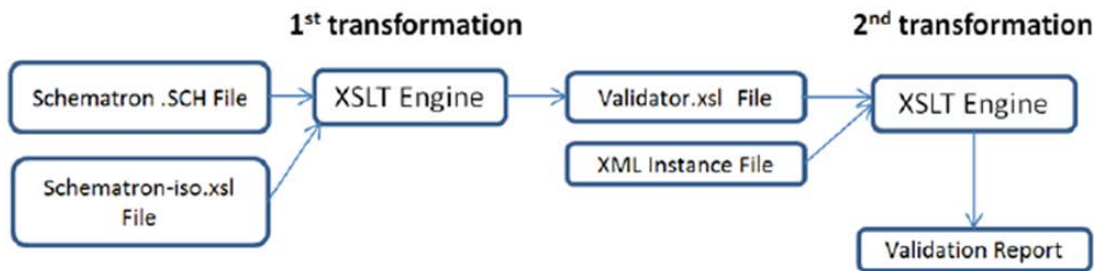 1st transformation
2nd transformation
Schematron .SCH File
XSLT Engine
Validator.xsl File
XSLT Engine
Schematron-iso.xsl
File
XML Instance File
Validation Report